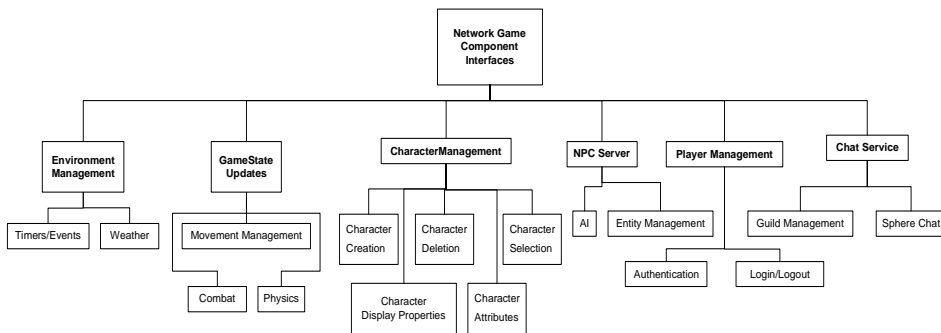 Network Game
Component
Interfaces
Environment
Management
GameState
Updates
CharacterManagement
NPC Server
Player Management
Chat Service
Timers/Events
Weather
Movement Management
Character
Creation
Character
Deletion
Character
Selection
AI
Entity Management
Guild Management
Sphere Chat
Combat
Physics
Character
Display Properties
Character
Attributes
Authentication
Login/Logout